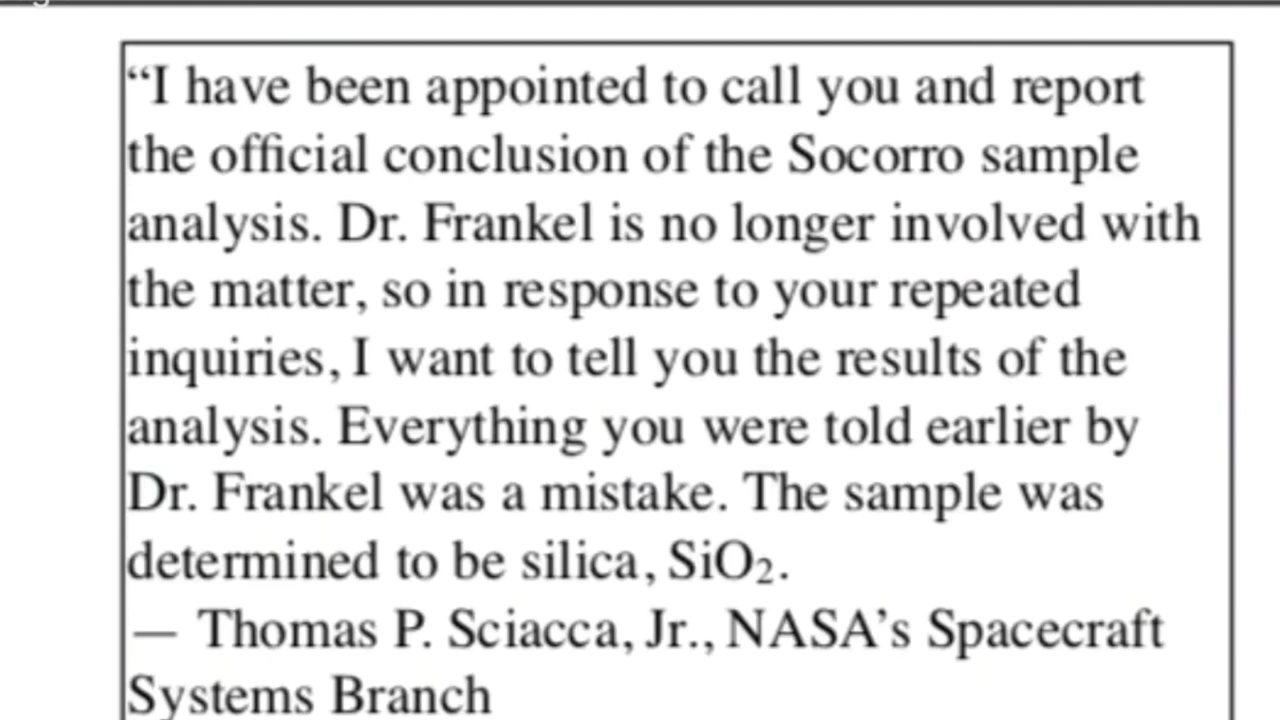 “I have been appointed to call you and report
the official conclusion of the Socorro sample
analysis. Dr. Frankel is no longer involved with
the matter, so in response to your repeated
inquiries, I want to tell you the results of the
analysis. Everything you were told earlier by
Dr. Frankel was a mistake. The sample was
determined to be silica, SiO₂.
— Thomas P. Sciacca, Jr., NASA’s Spacecraft
Systems Branch